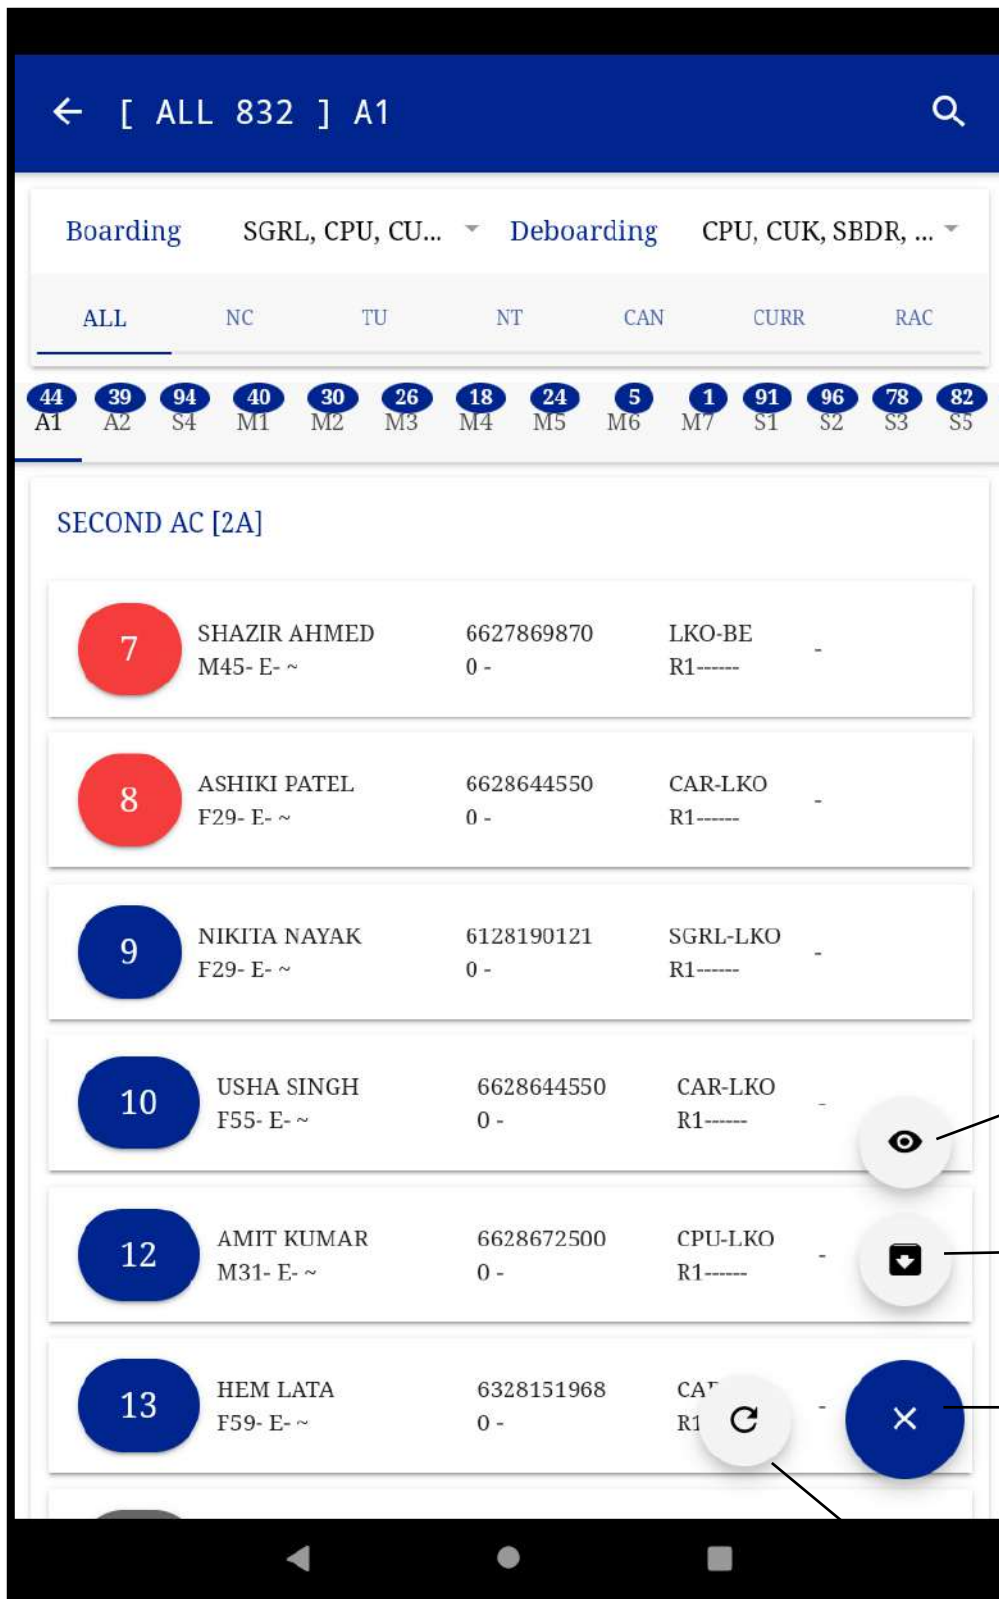 [ ALL 832 ] A1
Boarding SGRL, CPU, CU... Deboarding CPU, CUK, SBDR, ...
ALL NC TU NT CAN CURR RAC
44 39 94 40 30 26 18 24 5 1 91 96 78 82
A1 A2 S4 M1 M2 M3 M4 M5 M6 M7 S1 S2 S3 S5
SECOND AC [2A]
7 SHAZIR AHMED 6627869870 LKO-BE -
M45- E- ~ 0 - R1------
8 ASHIKI PATEL 6628644550 CAR-LKO -
F29- E- ~ 0 - R1------
9 NIKITA NAYAK 6128190121 SGRL-LKO -
F29- E- ~ 0 - R1------
10 USHA SINGH 6628644550 CAR-LKO -
F55- E- ~ 0 - R1------
12 AMIT KUMAR 6628672500 CPU-LKO -
M31- E- ~ 0 - R1------
13 HEM LATA 6328151968 -
F59- E- ~ 0 - R1